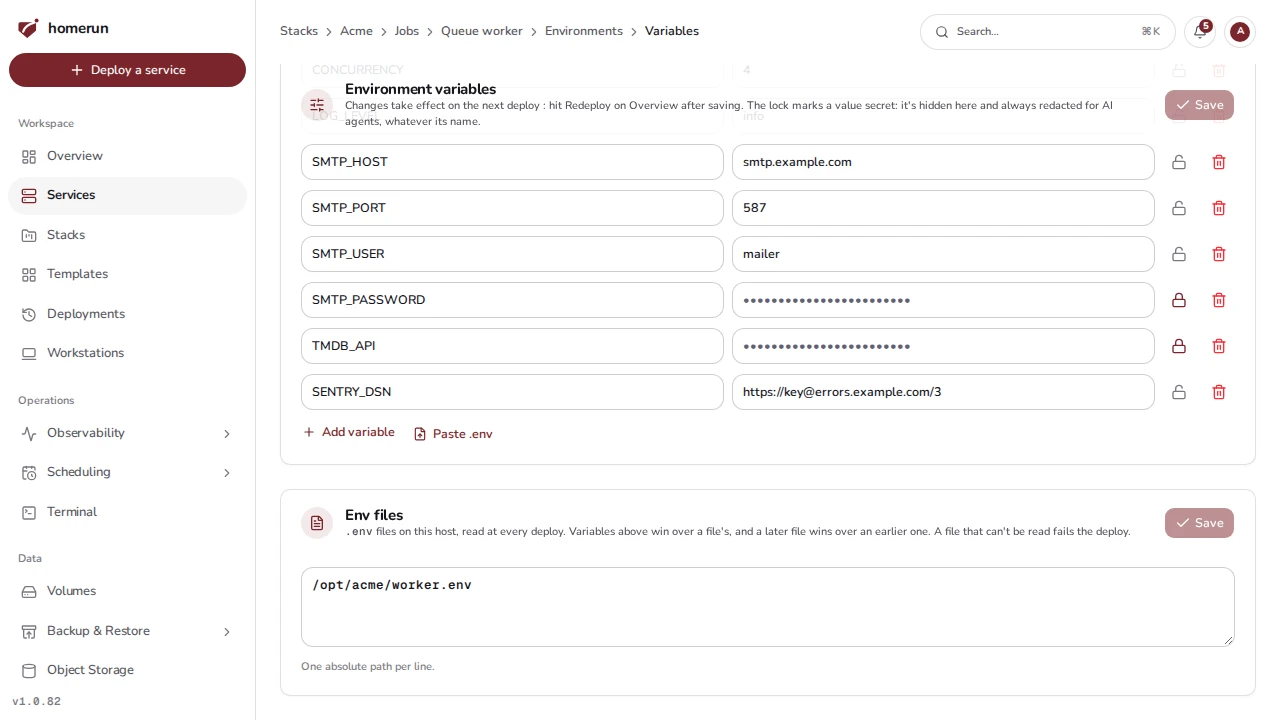 homerun
Deploy a service
Workspace
Overview
Services
Stacks
Templates
Deployments
Workstations
Operations
Observability
Scheduling
Terminal
Data
Volumes
Backup & Restore
Object Storage
v1.0.82
Stacks > Acme > Jobs > Queue worker > Environments > Variables
Search...
⌘K
5
A
CONCURRENCY 4
Environment variables
Changes take effect on the next deploy : hit Redeploy on Overview after saving. The lock marks a value secret: it's hidden here and always redacted for AI
agents, whatever its name.
Save
LOG_LEVEL info
SMTP_HOST smtp.example.com
SMTP_PORT 587
SMTP_USER mailer
SMTP_PASSWORD ••••••••••••••••••••••••
TMDB_API ••••••••••••••••••••••••
SENTRY_DSN https://key@errors.example.com/3
Add variable Paste .env
Env files
.env files on this host, read at every deploy. Variables above win over a file's, and a later file wins over an earlier one. A file that can't be read fails the deploy.
Save
/opt/acme/worker.env
One absolute path per line.